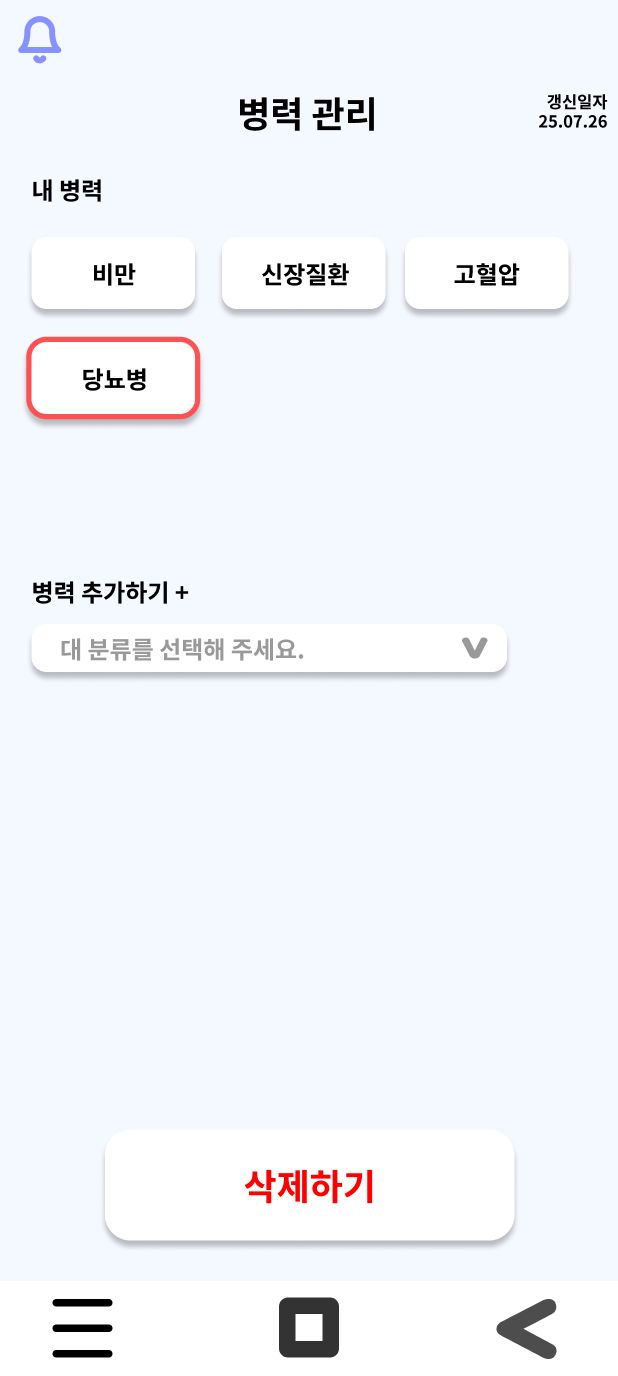 병력 관리
갱신일자
25.07.26
내 병력
비만
신장질환
고혈압
당뇨병
병력 추가하기 +
대 분류를 선택해 주세요.
삭제하기